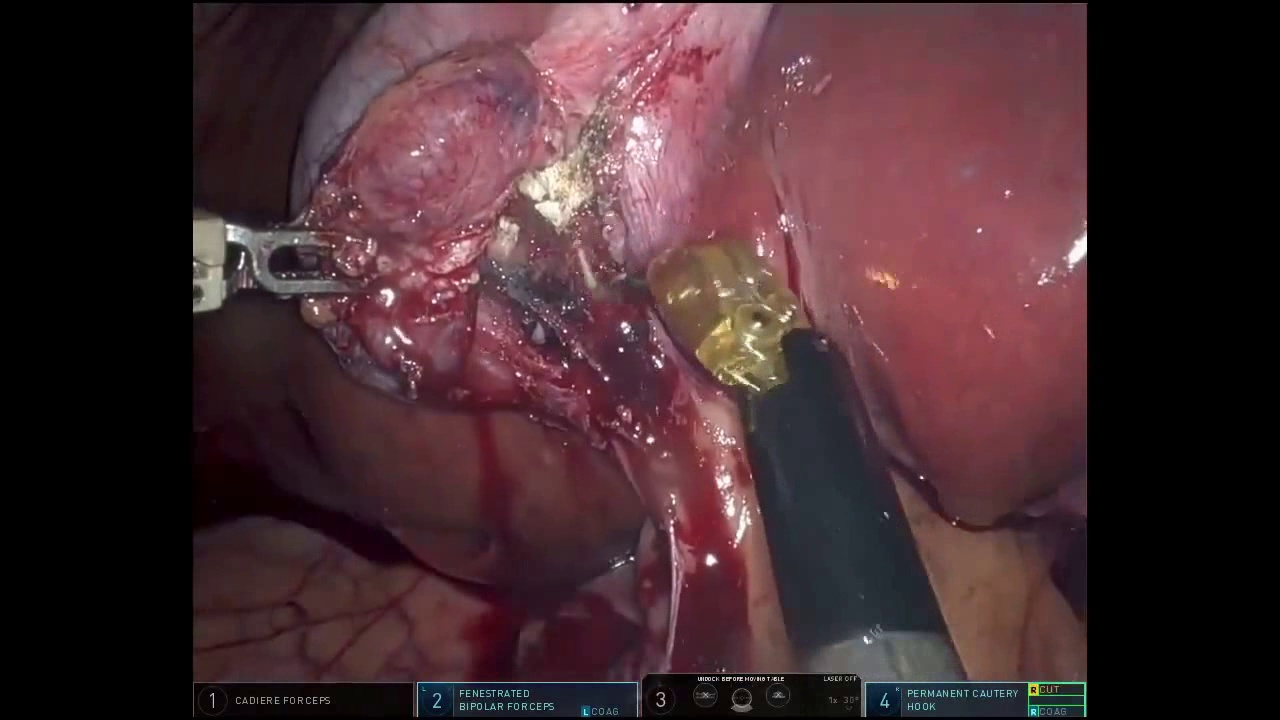 UNDOCK BEFORE MOVING TABLE
LASER OFF
1 CADIERE FORCEPS
L 2 FENESTRATED
BIPOLAR FORCEPS
L COAG
3
1x 30°
4 PERMANENT CAUTERY
HOOK
R CUT
R COAG